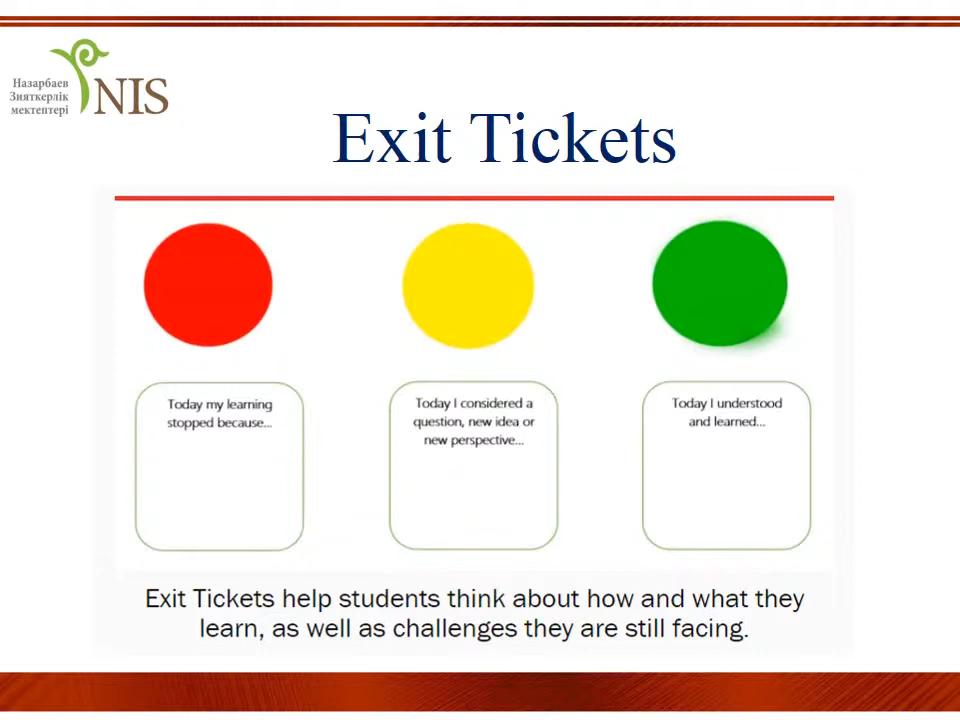 Назарбаев
Зияткерлік
мектептері
NIS
Exit Tickets
Today my learning
stopped because...
Today I considered a
question, new idea or
new perspective...
Today I understood
and learned...
Exit Tickets help students think about how and what they
learn, as well as challenges they are still facing.